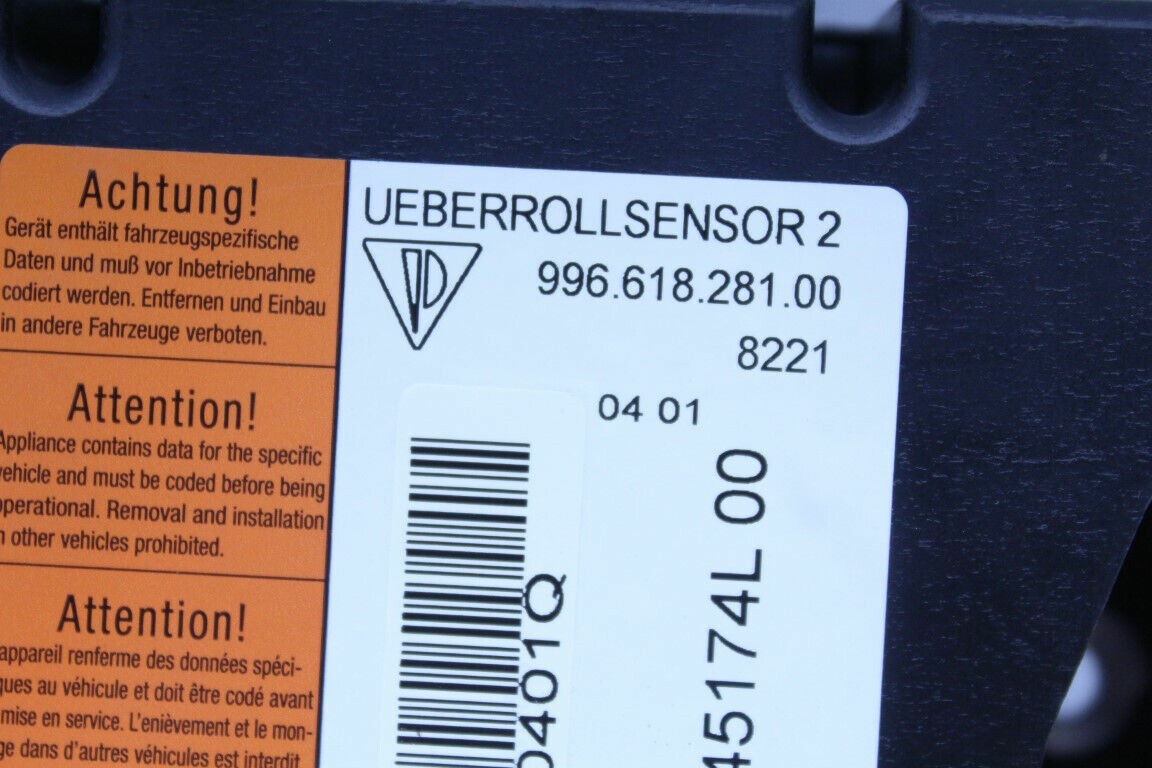 Achtung!
Gerät enthält fahrzeugspezifische
Daten und muß vor Inbetriebnahme
codiert werden. Entfernen und Einbau
in andere Fahrzeuge verboten.
Attention!
Appliance contains data for the specific
vehicle and must be coded before being
operational. Removal and installation
other vehicles prohibited.
Attention!
appareil renferme des données spéci-
ques au véhicule et doit être codé avant
mise en service. L'enièvement et le mon-
ge dans d'autres véhicules est interdit
UEBERROLLSENSOR 2
996.618.281.00
8221
04 01
0401Q
45174L 00